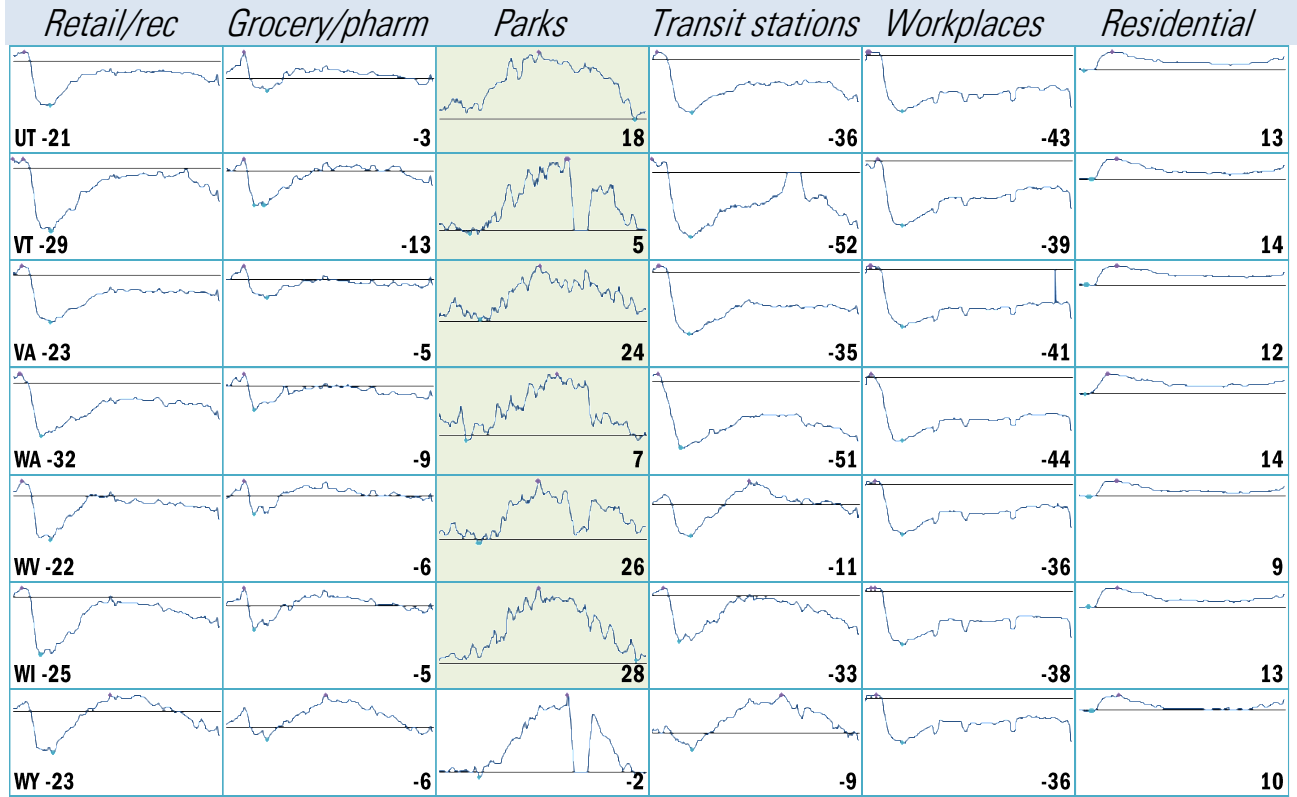 Retail/rec Grocery/pharm Parks Transit stations Workplaces Residential
UT -21 -3 18 -36 -43 13
VT -29 -13 5 -52 -39 14
VA -23 -5 24 -35 -41 12
WA -32 -9 7 -51 -44 14
WV -22 -6 26 -11 -36 9
WI -25 -5 28 -33 -38 13
WY -23 -6 -2 -9 -36 10